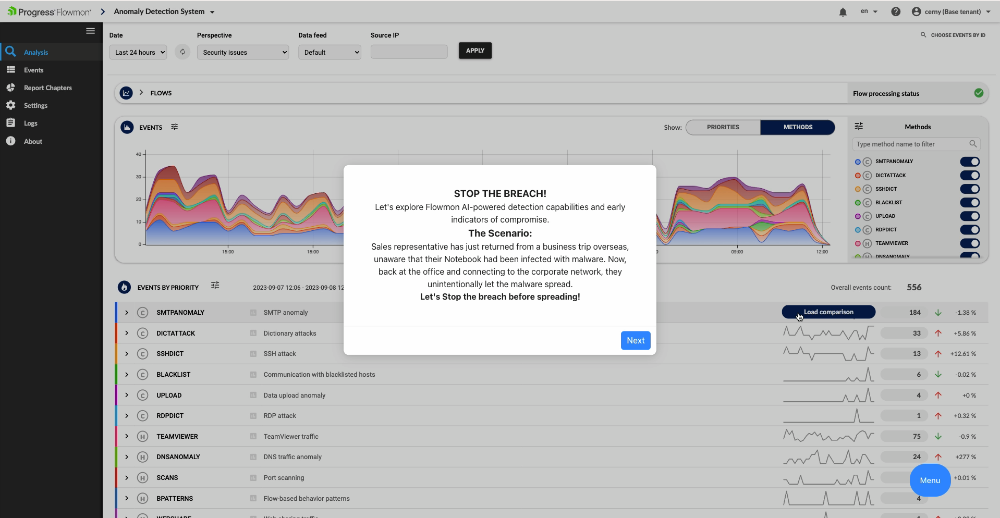 Progress Flowmon
Anomaly Detection System
en
cerny (Base tenant)
Analysis
Events
Report Chapters
Settings
Logs
About
Date
Perspective
Data feed
Source IP
Last 24 hours
Security issues
Default
APPLY
CHOOSE EVENTS BY ID
FLOWS
Flow processing status
EVENTS
Show:
PRIORITIES
METHODS
40
30
20
10
0
15:00
18:00
09:00
12:00
Methods
Type method name to filter
C SMTPANOMALY
C DICTATTACK
C SSHDICT
C BLACKLIST
C UPLOAD
C RDPDICT
H TEAMVIEWER
H DNSANOMALY
STOP THE BREACH!
Let's explore Flowmon AI-powered detection capabilities and early
indicators of compromise.
The Scenario:
Sales representative has just returned from a business trip overseas,
unaware that their Notebook had been infected with malware. Now,
back at the office and connecting to the corporate network, they
unintentionally let the malware spread.
Let's Stop the breach before spreading!
Next
EVENTS BY PRIORITY
2023-09-07 12:06 - 2023-09-08 12
Overall events count: 556
C SMTPANOMALY SMTP anomaly Load comparison 184 -1.38 %
C DICTATTACK Dictionary attacks 33 +5.86 %
C SSHDICT SSH attack 13 +12.61 %
C BLACKLIST Communication with blacklisted hosts 6 -0.02 %
C UPLOAD Data upload anomaly 4 +0 %
C RDPDICT RDP attack 1 +0.32 %
H TEAMVIEWER TeamViewer traffic 75 -0.9 %
H DNSANOMALY DNS traffic anomaly 24 +277 %
H SCANS Port scanning +0.01 %
H BPATTERNS Flow-based behavior patterns 4
Menu